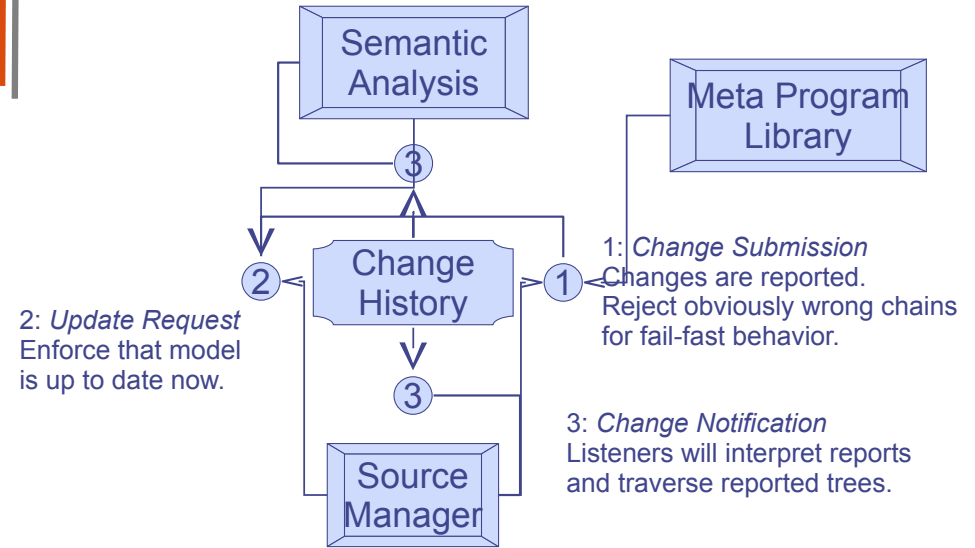 Semantic
Analysis
Meta Program
Library
3
1: Change Submission
Changes are reported.
Reject obviously wrong chains
for fail-fast behavior.
2
Change
History
1
2: Update Request
Enforce that model
is up to date now.
3
3: Change Notification
Listeners will interpret reports
and traverse reported trees.
Source
Manager